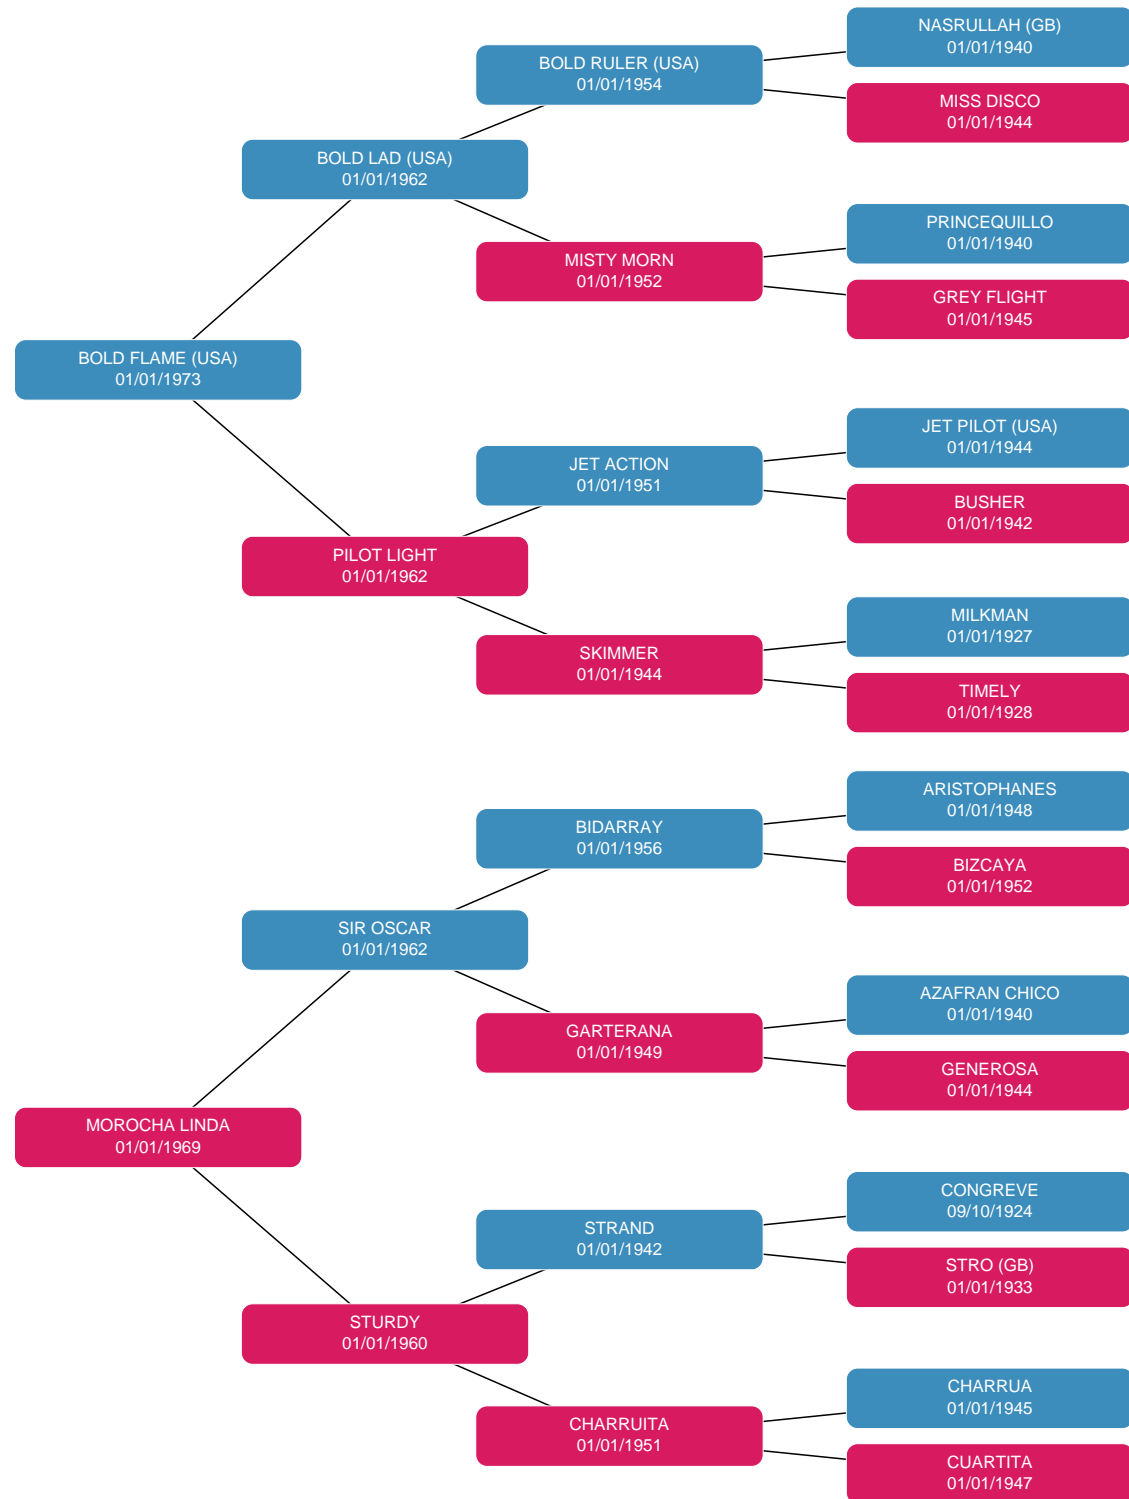 NASRULLAH (GB)
01/01/1940
BOLD RULER (USA)
01/01/1954
MISS DISCO
01/01/1944
BOLD LAD (USA)
01/01/1962
PRINCEQUILLO
01/01/1940
MISTY MORN
01/01/1952
GREY FLIGHT
01/01/1945
BOLD FLAME (USA)
01/01/1973
JET PILOT (USA)
01/01/1944
JET ACTION
01/01/1951
BUSHER
01/01/1942
PILOT LIGHT
01/01/1962
MILKMAN
01/01/1927
SKIMMER
01/01/1944
TIMELY
01/01/1928
ARISTOPHANES
01/01/1948
BIDARRAY
01/01/1956
BIZCAYA
01/01/1952
SIR OSCAR
01/01/1962
AZAFRAN CHICO
01/01/1940
GARTERANA
01/01/1949
GENEROSA
01/01/1944
MOROCHA LINDA
01/01/1969
CONGREVE
09/10/1924
STRAND
01/01/1942
STRO (GB)
01/01/1933
STURDY
01/01/1960
CHARRUA
01/01/1945
CHARRUITA
01/01/1951
CUARTITA
01/01/1947